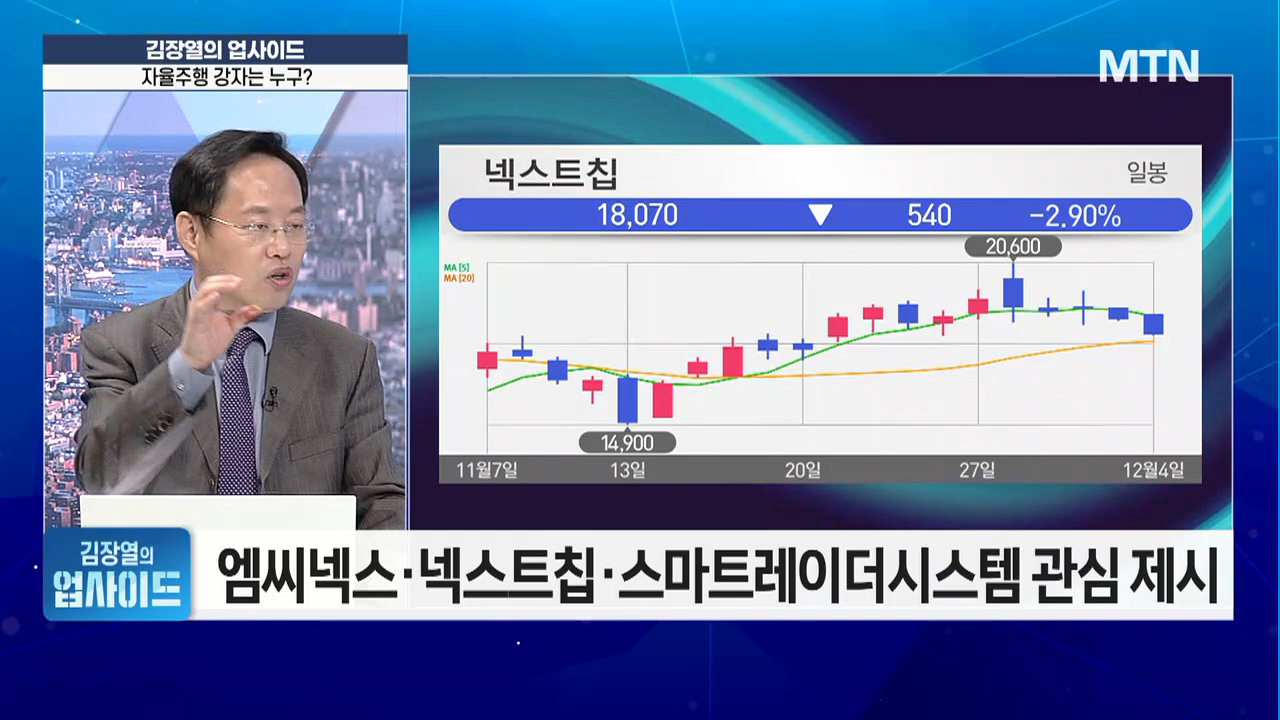 김장열의 업사이드
자율주행 강자는 누구?
MTN
넥스트칩
일봉
18,070 ▼ 540 -2.90%
20,600
MA [5]
MA [20]
14,900
11월7일 13일 20일 27일 12월4일
김장열의
업사이드
엠씨넥스·넥스트칩·스마트레이더시스템 관심 제시